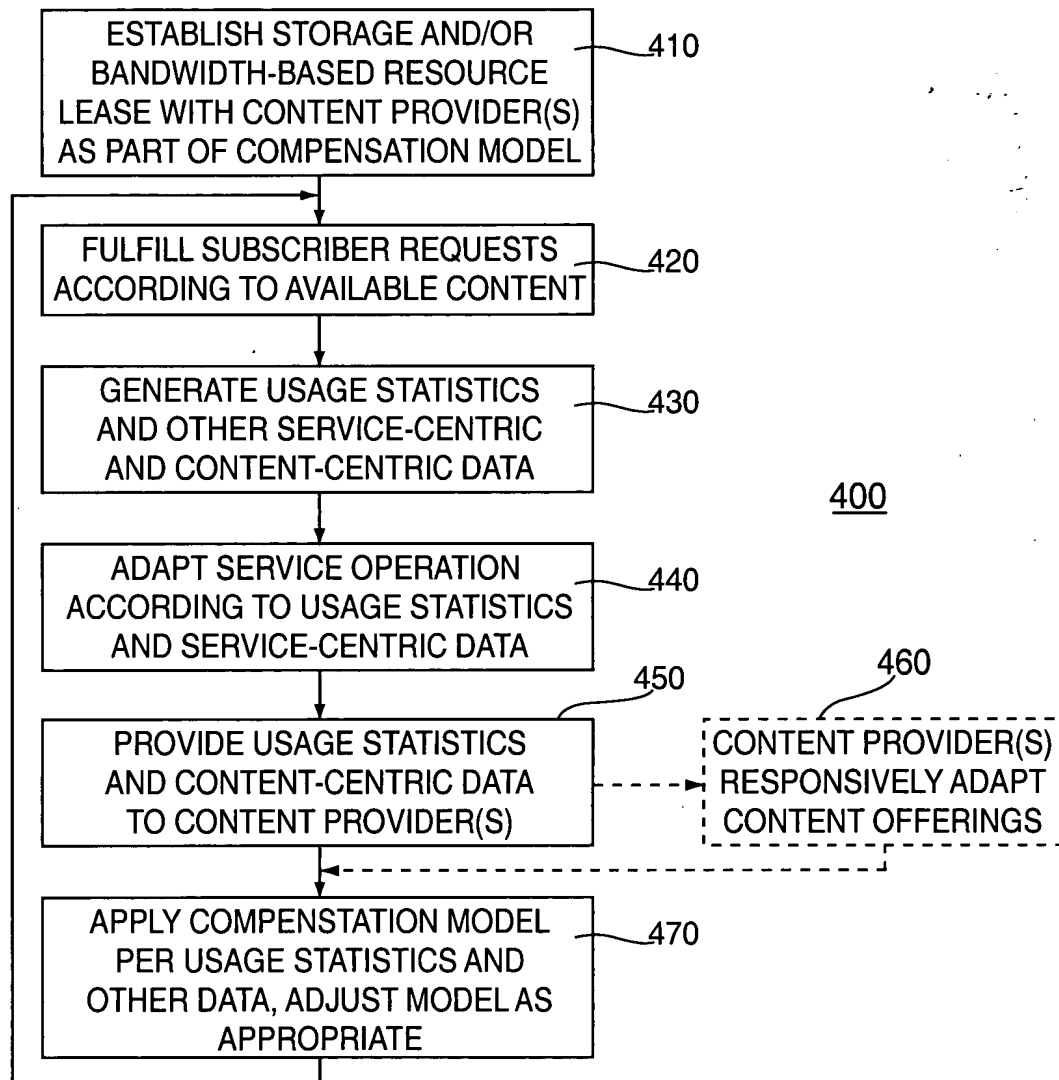 ESTABLISH STORAGE AND/OR
BANDWIDTH-BASED RESOURCE
LEASE WITH CONTENT PROVIDER(S)
AS PART OF COMPENSATION MODEL
410
FULFILL SUBSCRIBER REQUESTS
ACCORDING TO AVAILABLE CONTENT
420
GENERATE USAGE STATISTICS
AND OTHER SERVICE-CENTRIC
AND CONTENT-CENTRIC DATA
430
400
ADAPT SERVICE OPERATION
ACCORDING TO USAGE STATISTICS
AND SERVICE-CENTRIC DATA
440
PROVIDE USAGE STATISTICS
AND CONTENT-CENTRIC DATA
TO CONTENT PROVIDER(S)
450
CONTENT PROVIDER(S)
RESPONSIVELY ADAPT
CONTENT OFFERINGS
460
APPLY COMPENSTATION MODEL
PER USAGE STATISTICS AND
OTHER DATA, ADJUST MODEL AS
APPROPRIATE
470